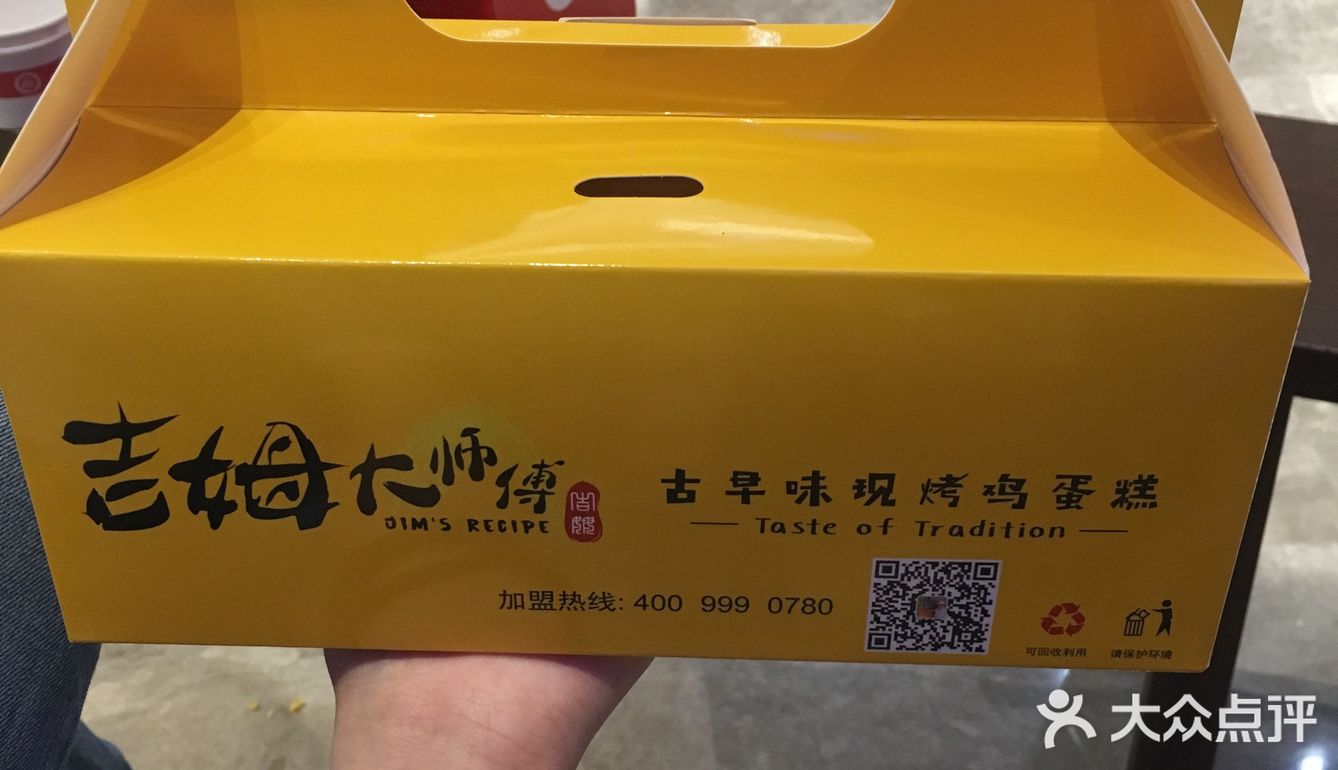 吉姆大师傅
JIM'S RECIPE
吉姆
古早味现烤鸡蛋糕
Taste of Tradition
加盟热线: 400 999 0780
可回收利用
请保护环境
大众点评